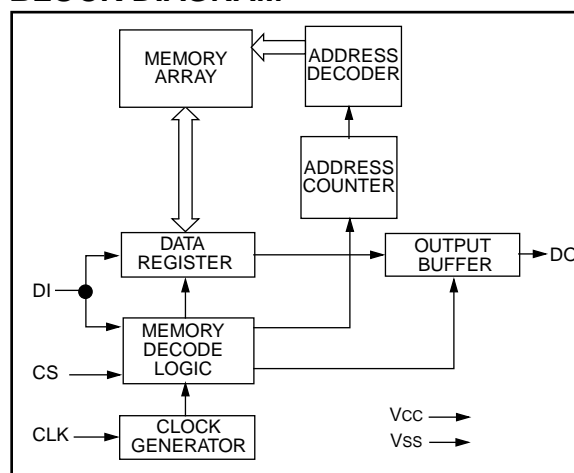 BLOCK DIAGRAM
MEMORY
ARRAY
ADDRESS
DECODER
ADDRESS
COUNTER
DATA
REGISTER
OUTPUT
BUFFER
DO
DI
MEMORY
DECODE
LOGIC
CS
CLK
CLOCK
GENERATOR
VCC
VSS